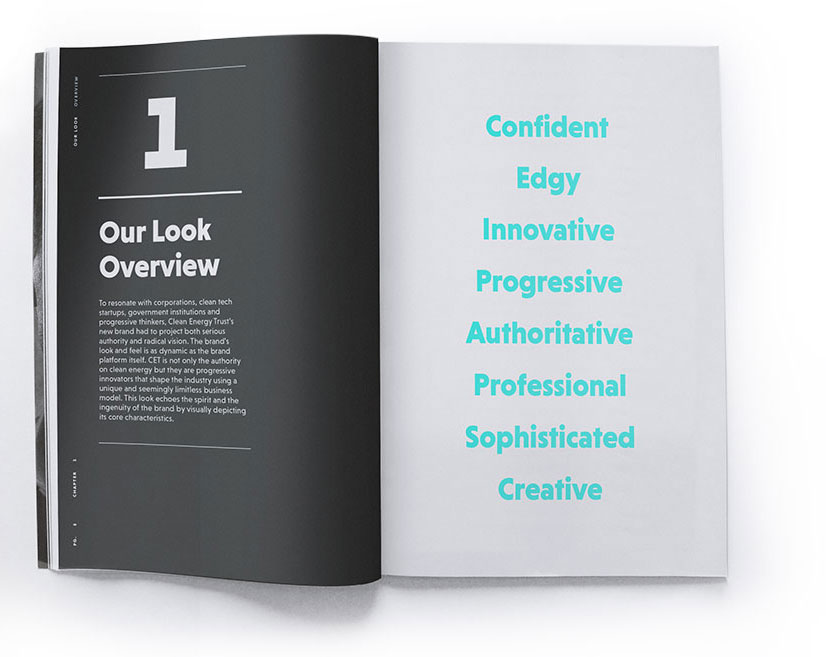 OUR LOOK OVERVIEW
1
Our Look
Overview
To resonate with corporations, clean tech
startups, government institutions and
progressive thinkers, Clean Energy Trust's
new brand had to project both serious
authority and radical vision. The brand's
look and feel is as dynamic as the brand
platform itself. CET is not only the authority
on clean energy but they are progressive
innovators that shape the industry using a
unique and seemingly limitless business
model. This look echoes the spirit and the
ingenuity of the brand by visually depicting
its core characteristics.
CHAPTER 1
PG.
Confident
Edgy
Innovative
Progressive
Authoritative
Professional
Sophisticated
Creative